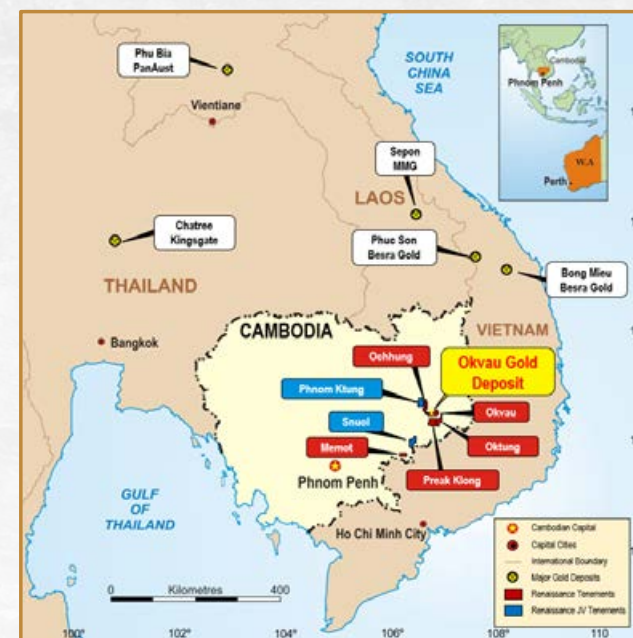 Phu Bia
PanAust
Vientiane
SOUTH
CHINA
SEA
Cambodia
Phnom Penh
W.A
Perth
Sepon
MMG
LAOS
Chatree
Kingsgate
Phuc Son
Besra Gold
Bong Mieu
Besra Gold
THAILAND
VIETNAM
CAMBODIA
Bangkok
Oehhung
Okvau Gold
Deposit
Phnom Ktung
Okvau
Snuol
Oktung
Memot
Preak Klong
Phnom Penh
GULF
OF
THAILAND
Ho Chi Minh City
Cambodian Capital
Capital Cities
International Boundary
Major Gold Deposits
Renaissance Tenements
Renaissance JV Tenements
0 Kilometres 400
100° 102° 104° 106° 108° 110